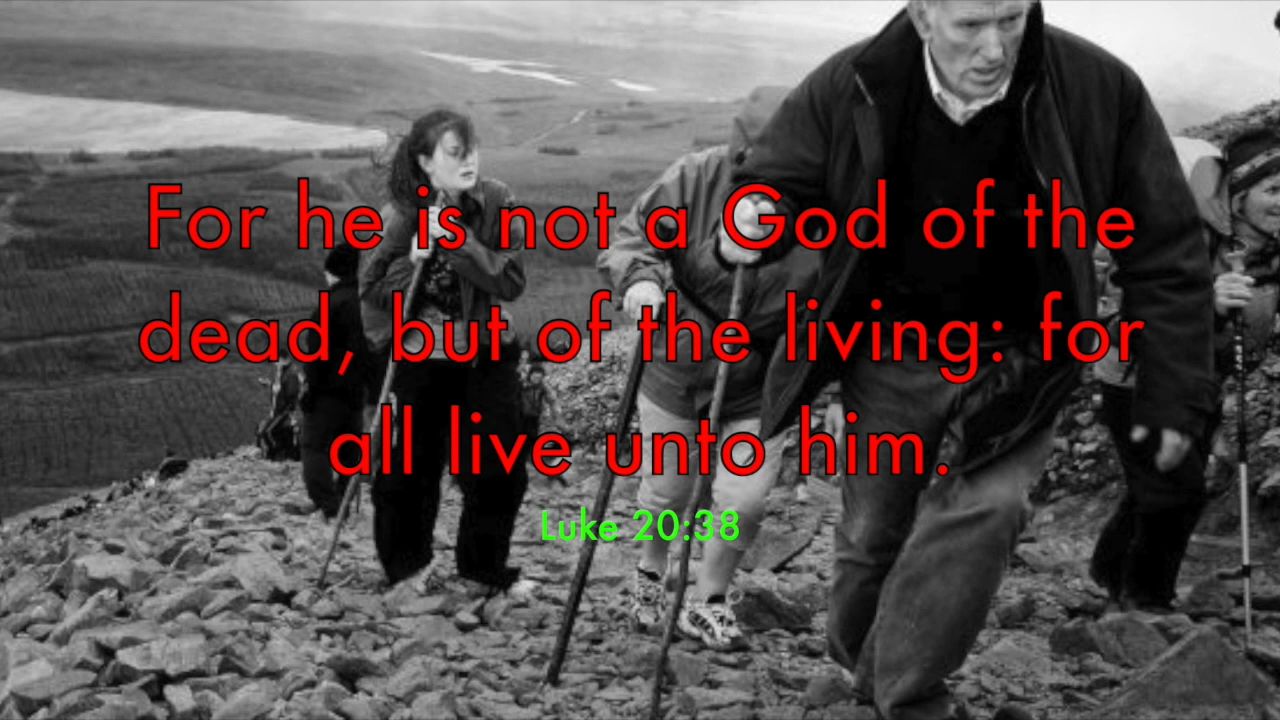 For he is not a God of the
dead, but of the living: for
all live unto him.
Luke 20:38